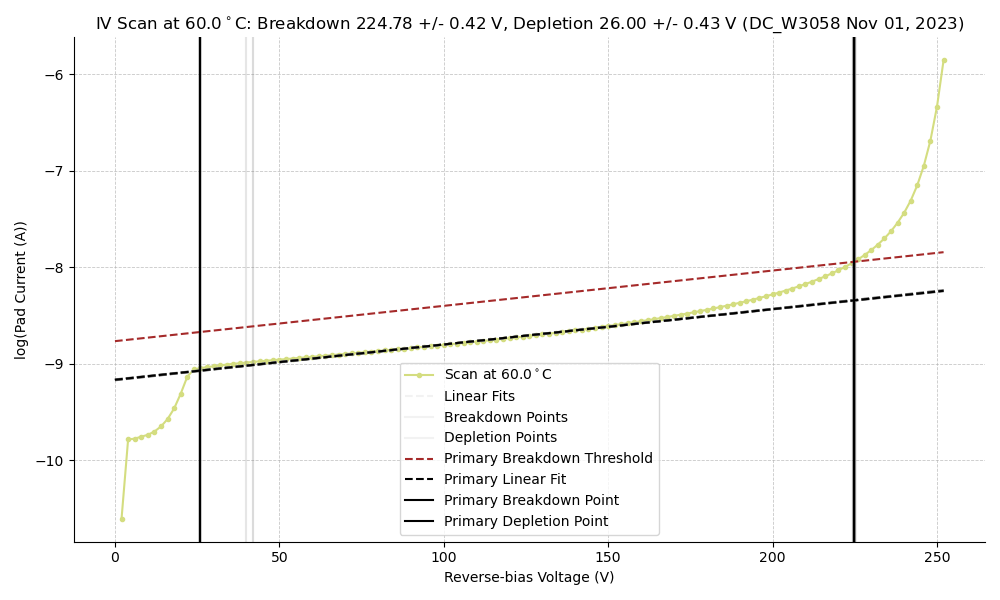 IV Scan at 60.0°C: Breakdown 224.78 +/- 0.42 V, Depletion 26.00 +/- 0.43 V (DC_W3058 Nov 01, 2023)
log(Pad Current (A))
−6
−7
−8
−9
−10
Scan at 60.0°C
Linear Fits
Breakdown Points
Depletion Points
Primary Breakdown Threshold
Primary Linear Fit
Primary Breakdown Point
Primary Depletion Point
0
50
100
150
200
250
Reverse-bias Voltage (V)